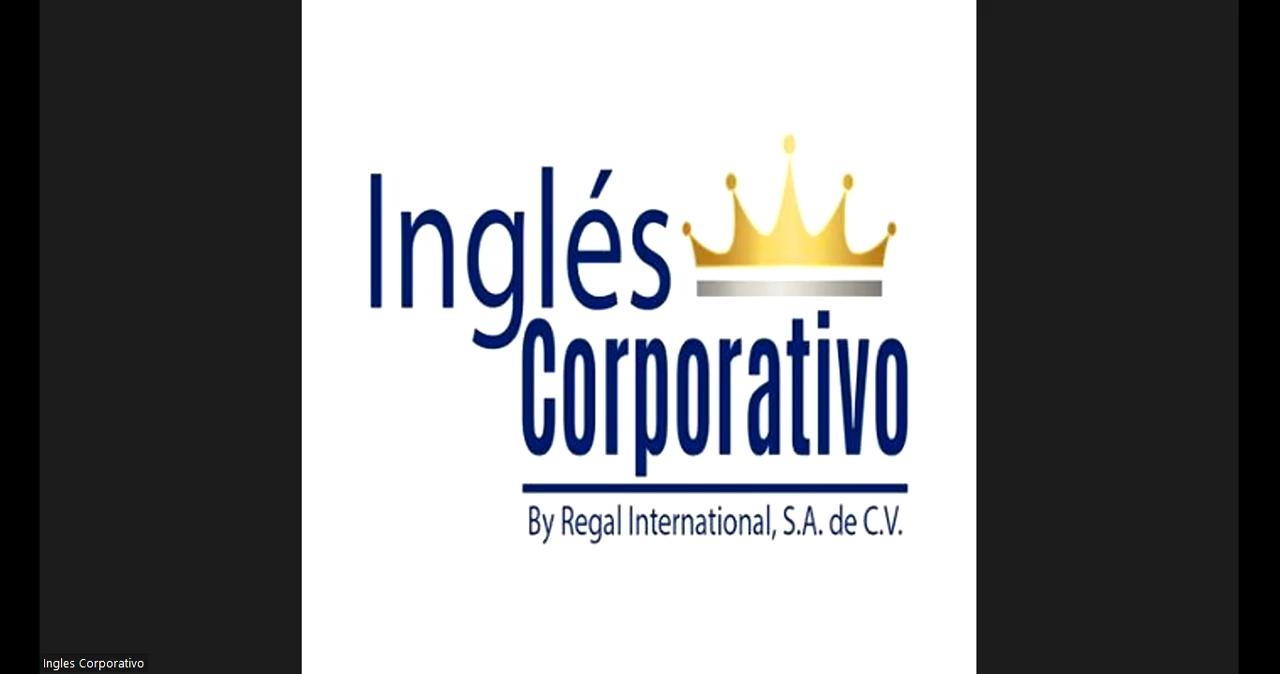 Inglés
Corporativo
By Regal International, S.A. de C.V.
Ingles Corporativo